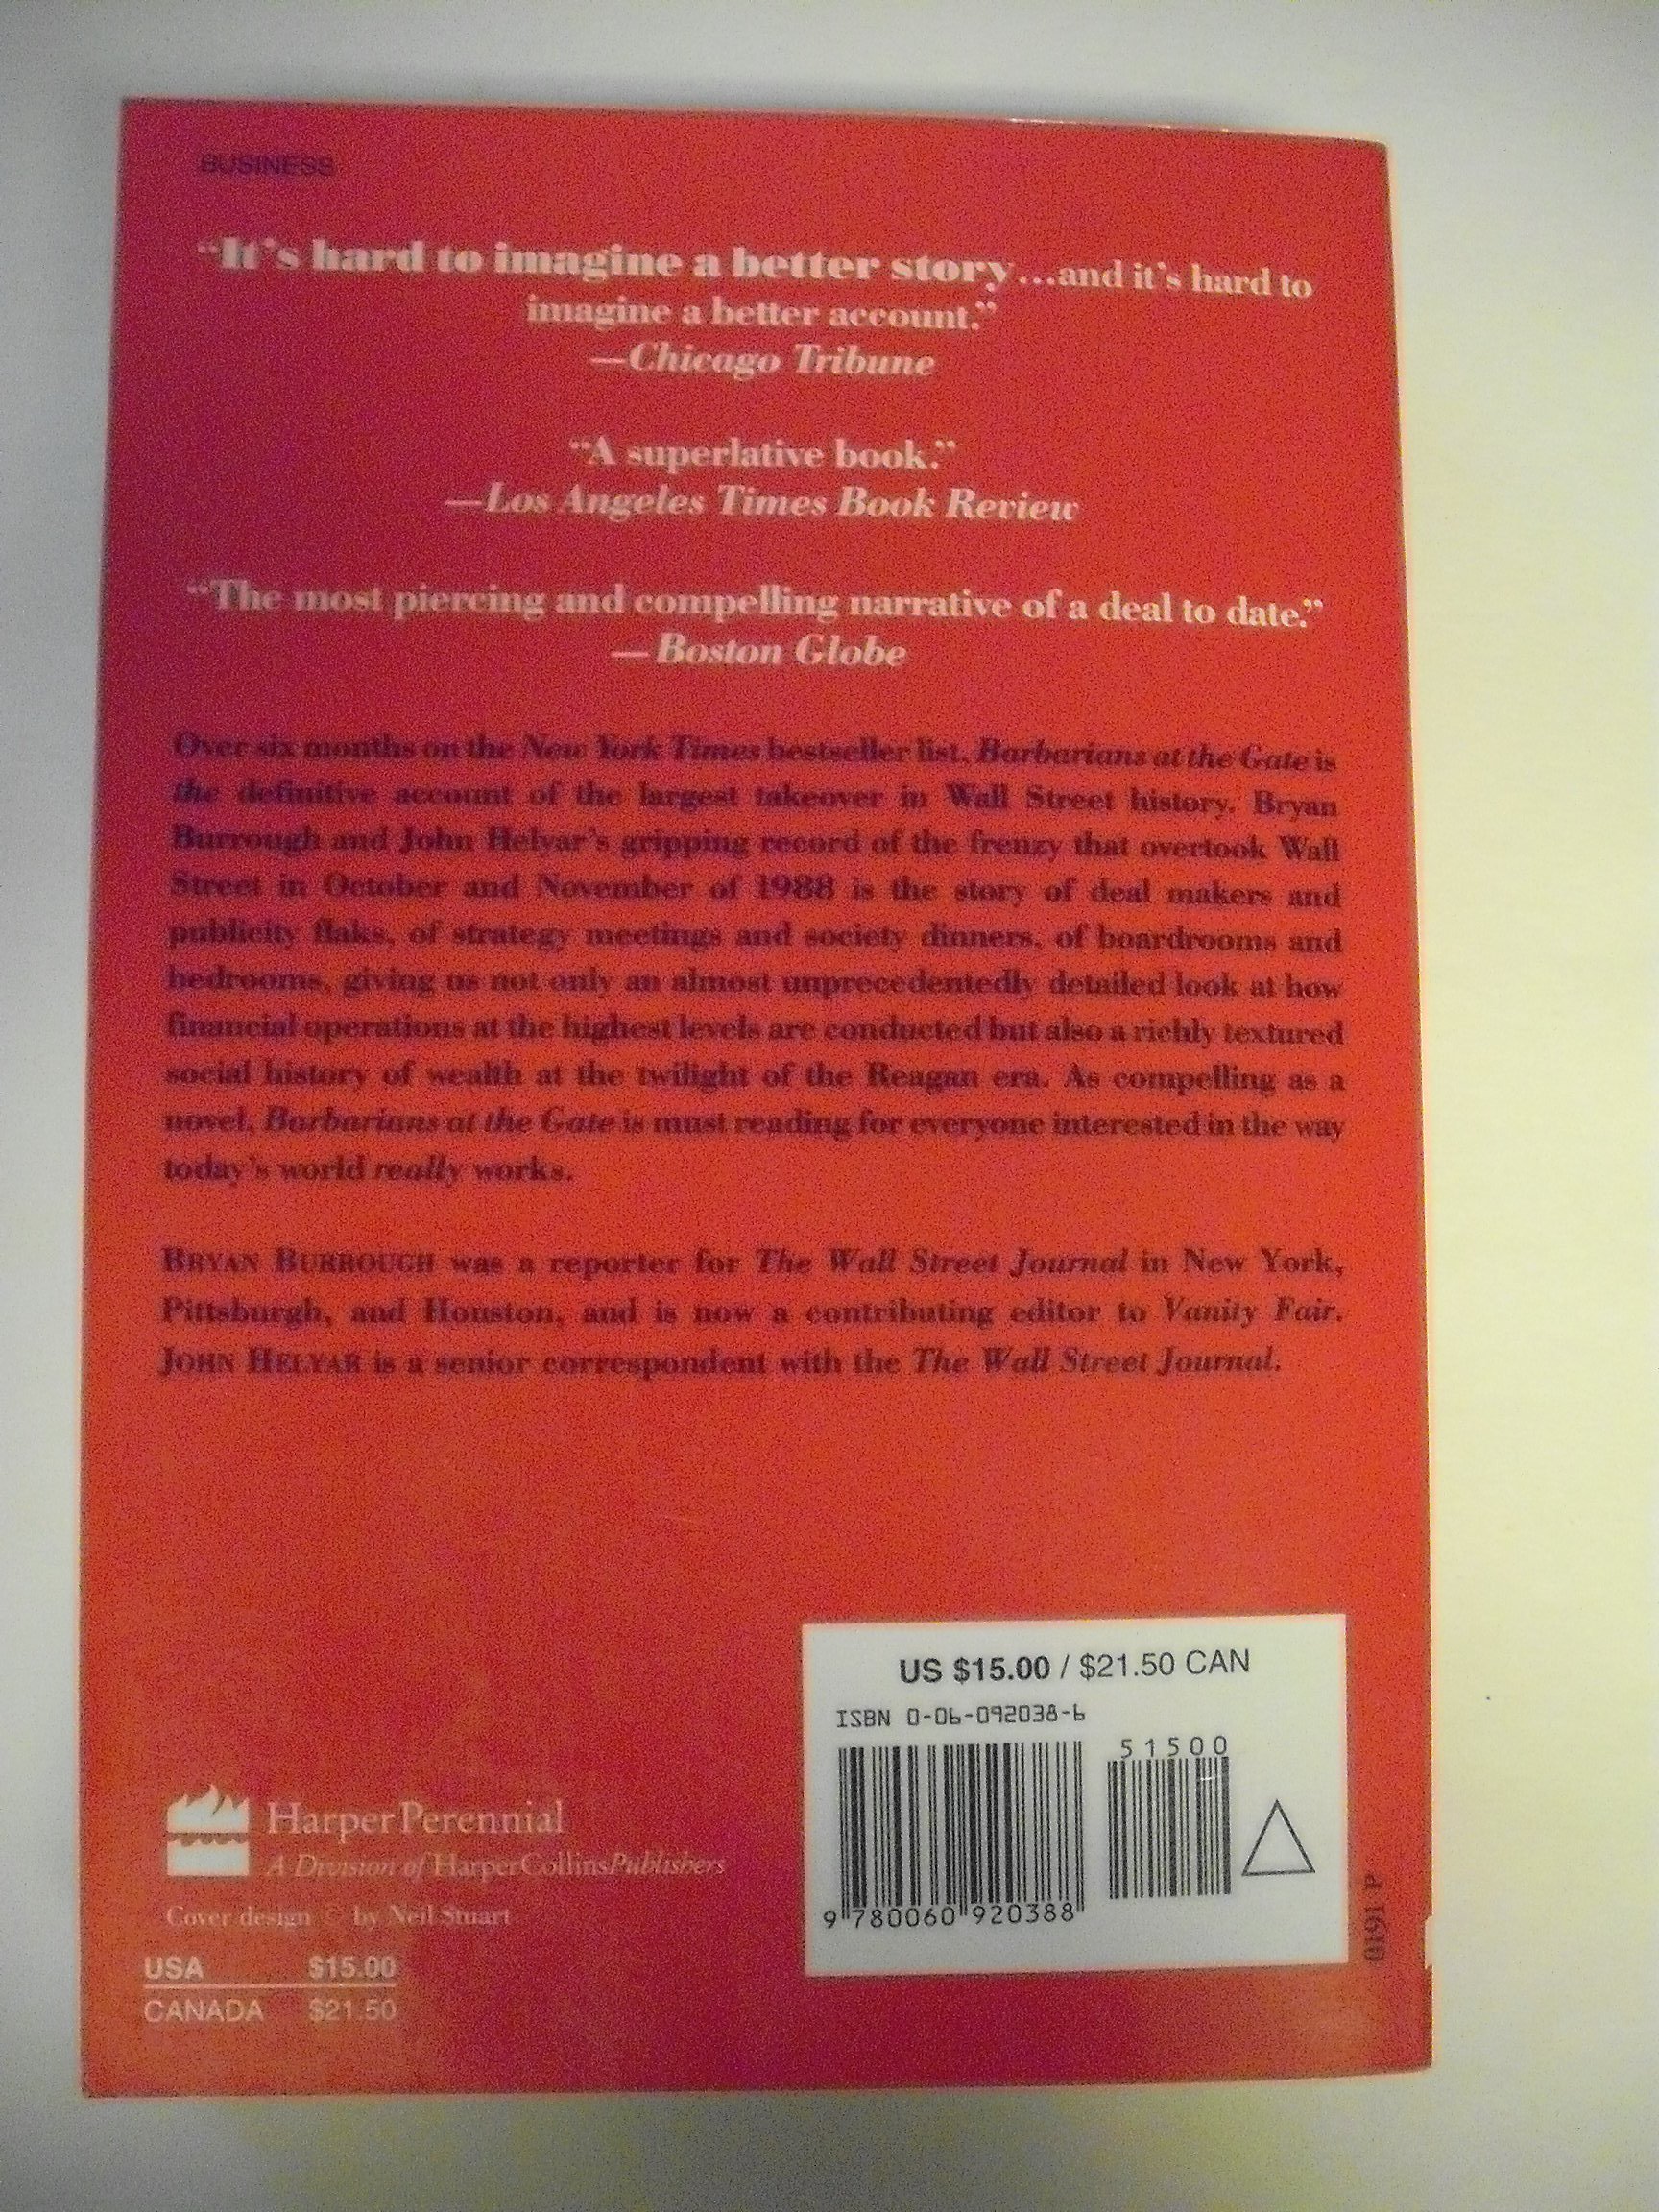 BUSINESS
“It’s hard to imagine a better story...and it’s hard to
imagine a better account.”
—Chicago Tribune
“A superlative book.”
—Los Angeles Times Book Review
“The most piercing and compelling narrative of a deal to date.”
—Boston Globe
Over six months on the New York Times bestseller list, Barbarians at the Gate is
the definitive account of the largest takeover in Wall Street history. Bryan
Burrough and John Helyar’s gripping record of the frenzy that overtook Wall
Street in October and November of 1988 is the story of deal makers and
publicity flaks, of strategy meetings and society dinners, of boardrooms and
bedrooms, giving us not only an almost unprecedentedly detailed look at how
financial operations at the highest levels are conducted but also a richly textured
social history of wealth at the twilight of the Reagan era. As compelling as a
novel, Barbarians at the Gate is must reading for everyone interested in the way
today’s world really works.
BRYAN BURROUGH was a reporter for The Wall Street Journal in New York,
Pittsburgh, and Houston, and is now a contributing editor to Vanity Fair.
JOHN HELYAR is a senior correspondent with the The Wall Street Journal.
US $15.00 / $21.50 CAN
ISBN 0-06-092038-6
51500
9 780060 920388
0191 P
HarperPerennial
A Division of HarperCollinsPublishers
Cover design © by Neil Stuart
USA $15.00
CANADA $21.50